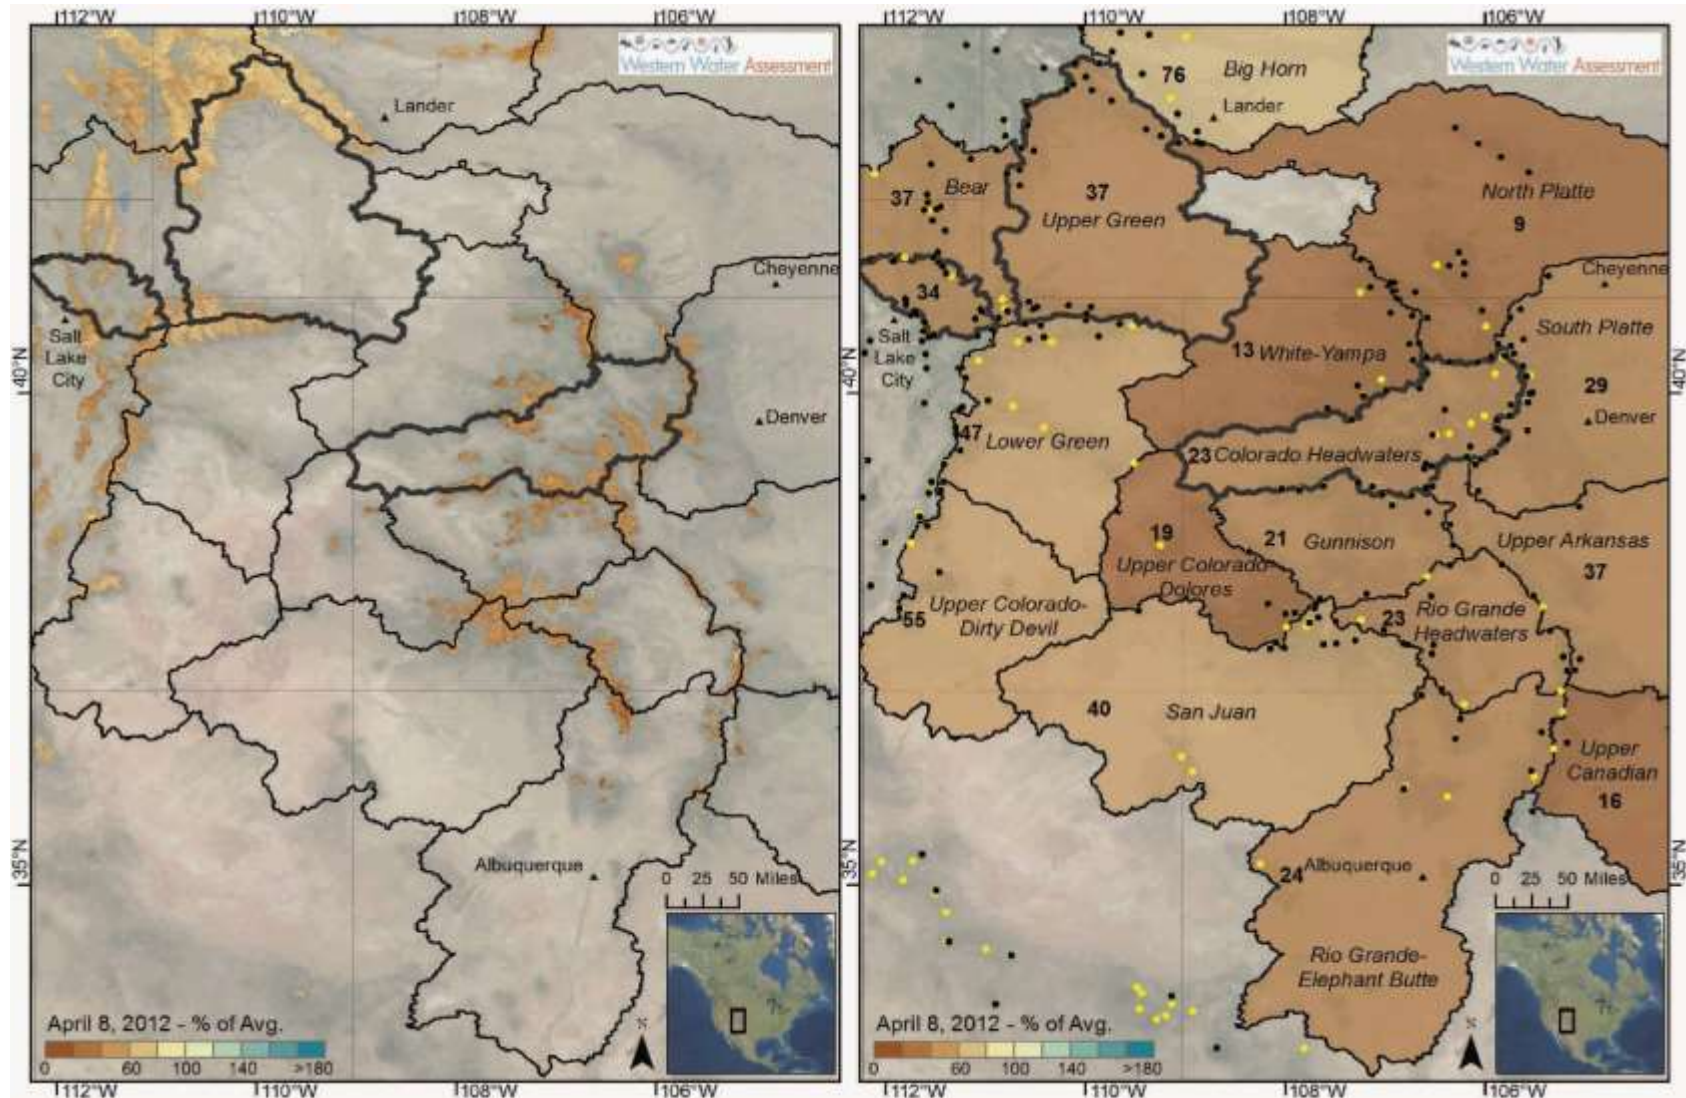 112°W 110°W 108°W 106°W
Western Water Assessment
Lander
Cheyenne
Salt
Lake
City
40°N
Denver
Albuquerque
35°N
0 25 50 Miles
April 8, 2012 - % of Avg.
0 60 100 140 >180
N
112°W 110°W 108°W 106°W
112°W 110°W 108°W 106°W
Western Water Assessment
76 Big Horn
Lander
37 Bear
37
Upper Green
North Platte
9
Cheyenne
34
Salt
Lake
City
40°N
South Platte
29
Denver
13 White-Yampa
47 Lower Green
23 Colorado Headwaters
19
Upper Colorado-
Dolores
21 Gunnison
Upper Arkansas
37
55
Upper Colorado-
Dirty Devil
23 Rio Grande
Headwaters
40 San Juan
Upper
Canadian
16
24 Albuquerque
35°N
0 25 50 Miles
Rio Grande-
Elephant Butte
April 8, 2012 - % of Avg.
0 60 100 140 >180
N
112°W 110°W 108°W 106°W